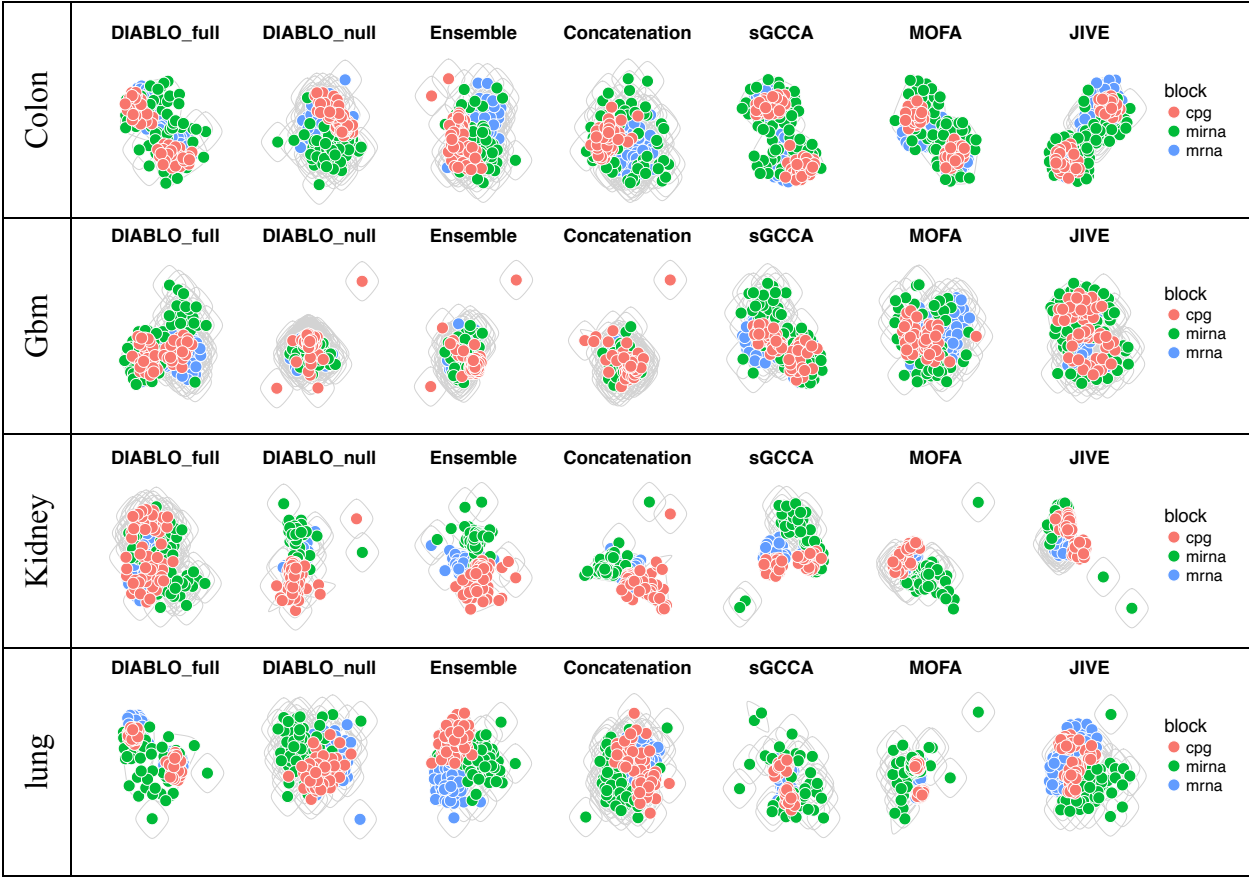 Colon
DIABLO_full DIABLO_null Ensemble Concatenation sGCCA MOFA JIVE
block
cpg
mirna
mrna
Gbm
DIABLO_full DIABLO_null Ensemble Concatenation sGCCA MOFA JIVE
block
cpg
mirna
mrna
Kidney
DIABLO_full DIABLO_null Ensemble Concatenation sGCCA MOFA JIVE
block
cpg
mirna
mrna
lung
DIABLO_full DIABLO_null Ensemble Concatenation sGCCA MOFA JIVE
block
cpg
mirna
mrna